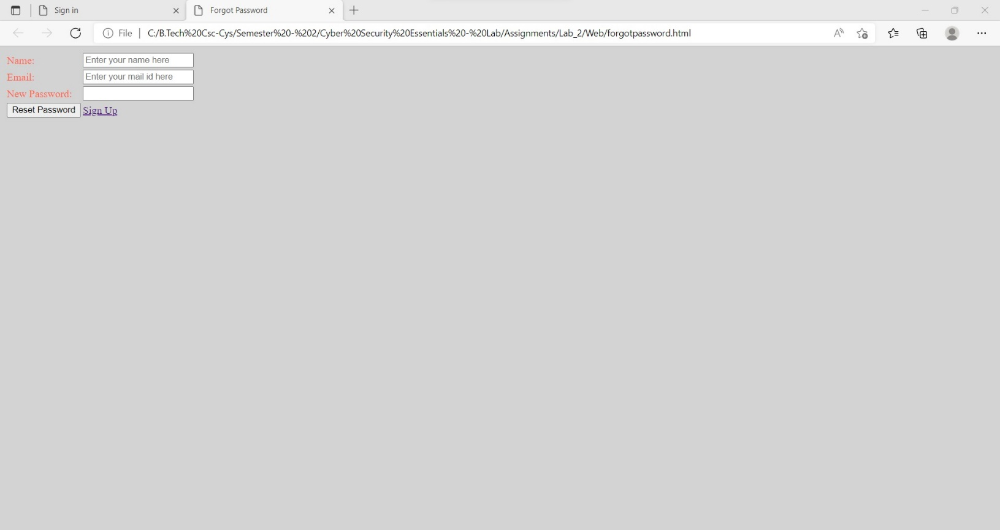 Sign in
Forgot Password
File
C:/B.Tech%20Csc-Cys/Semester%20-%202/Cyber%20Security%20Essentials%20-%20Lab/Assignments/Lab_2/Web/forgotpassword.html
Name: Enter your name here
Email: Enter your mail id here
New Password:
Reset Password Sign Up